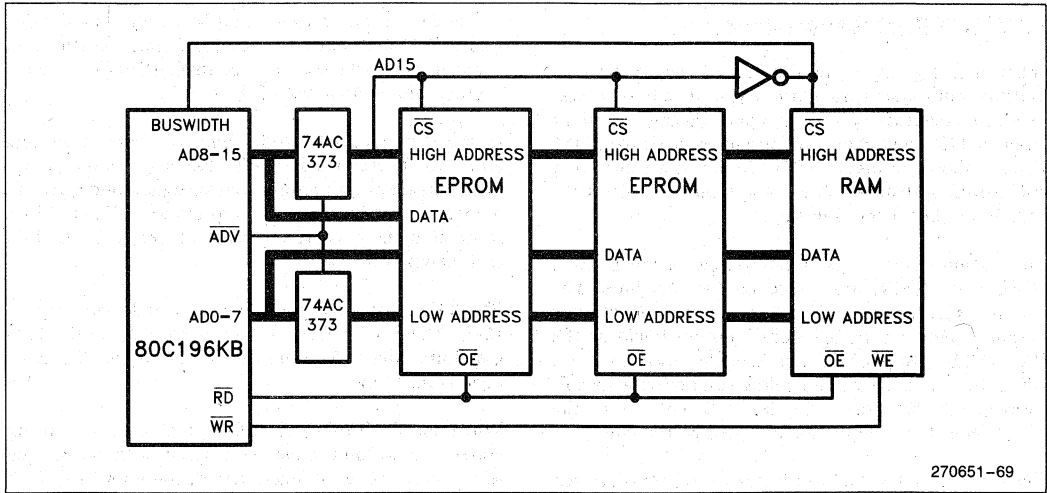 AD15
BUSWIDTH
AD8-15
ADV
AD0-7
80C196KB
RD
WR
74AC
373
74AC
373
CS
HIGH ADDRESS
EPROM
DATA
LOW ADDRESS
OE
CS
HIGH ADDRESS
EPROM
DATA
LOW ADDRESS
OE
CS
HIGH ADDRESS
RAM
DATA
LOW ADDRESS
OE WE
270651-69